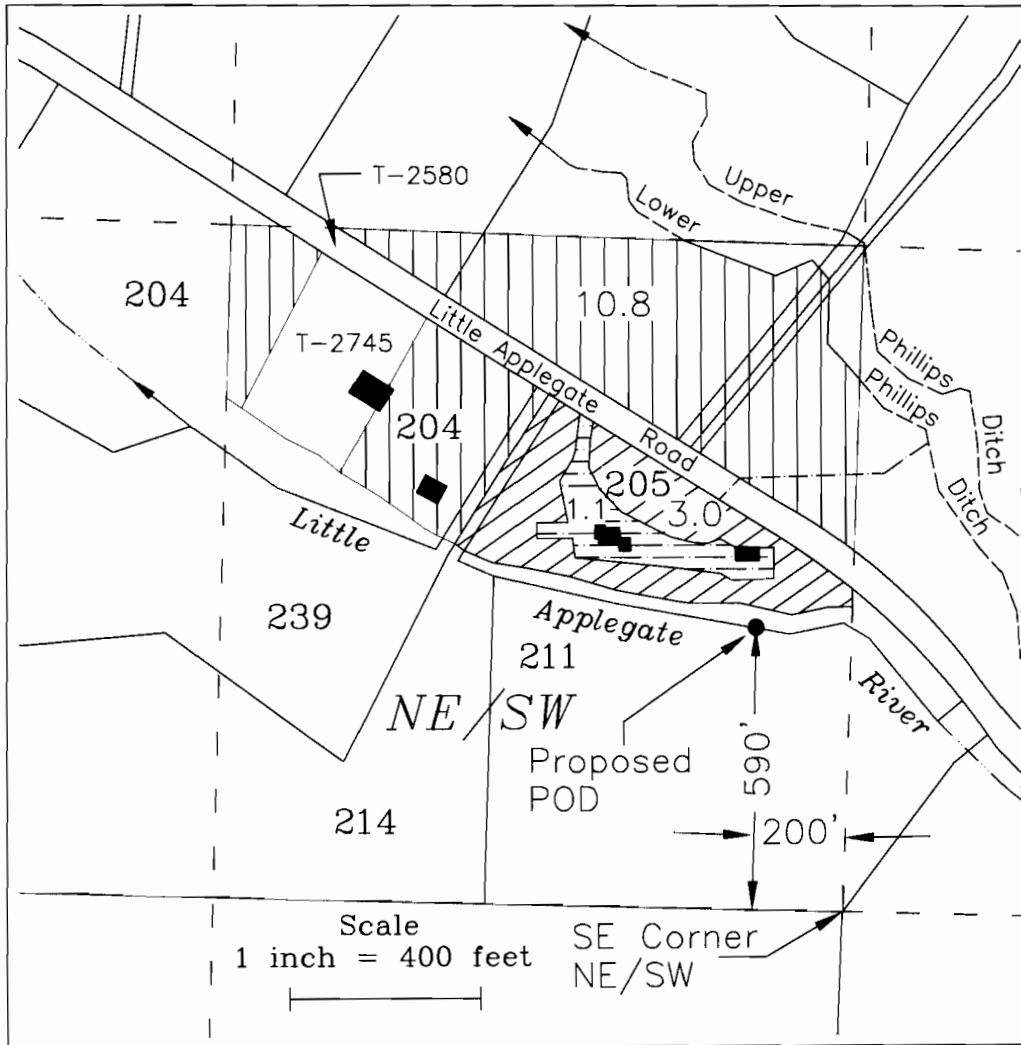 T-2580
Upper
Lower
204
10.8
Little Applegate Road
T-2745
Phillips
Phillips
Ditch
Ditch
204
205
1.1
3.0
Little
Applegate
River
239
211
NE/SW
Proposed
POD
590'
200'
214
Scale
1 inch = 400 feet
SE Corner
NE/SW